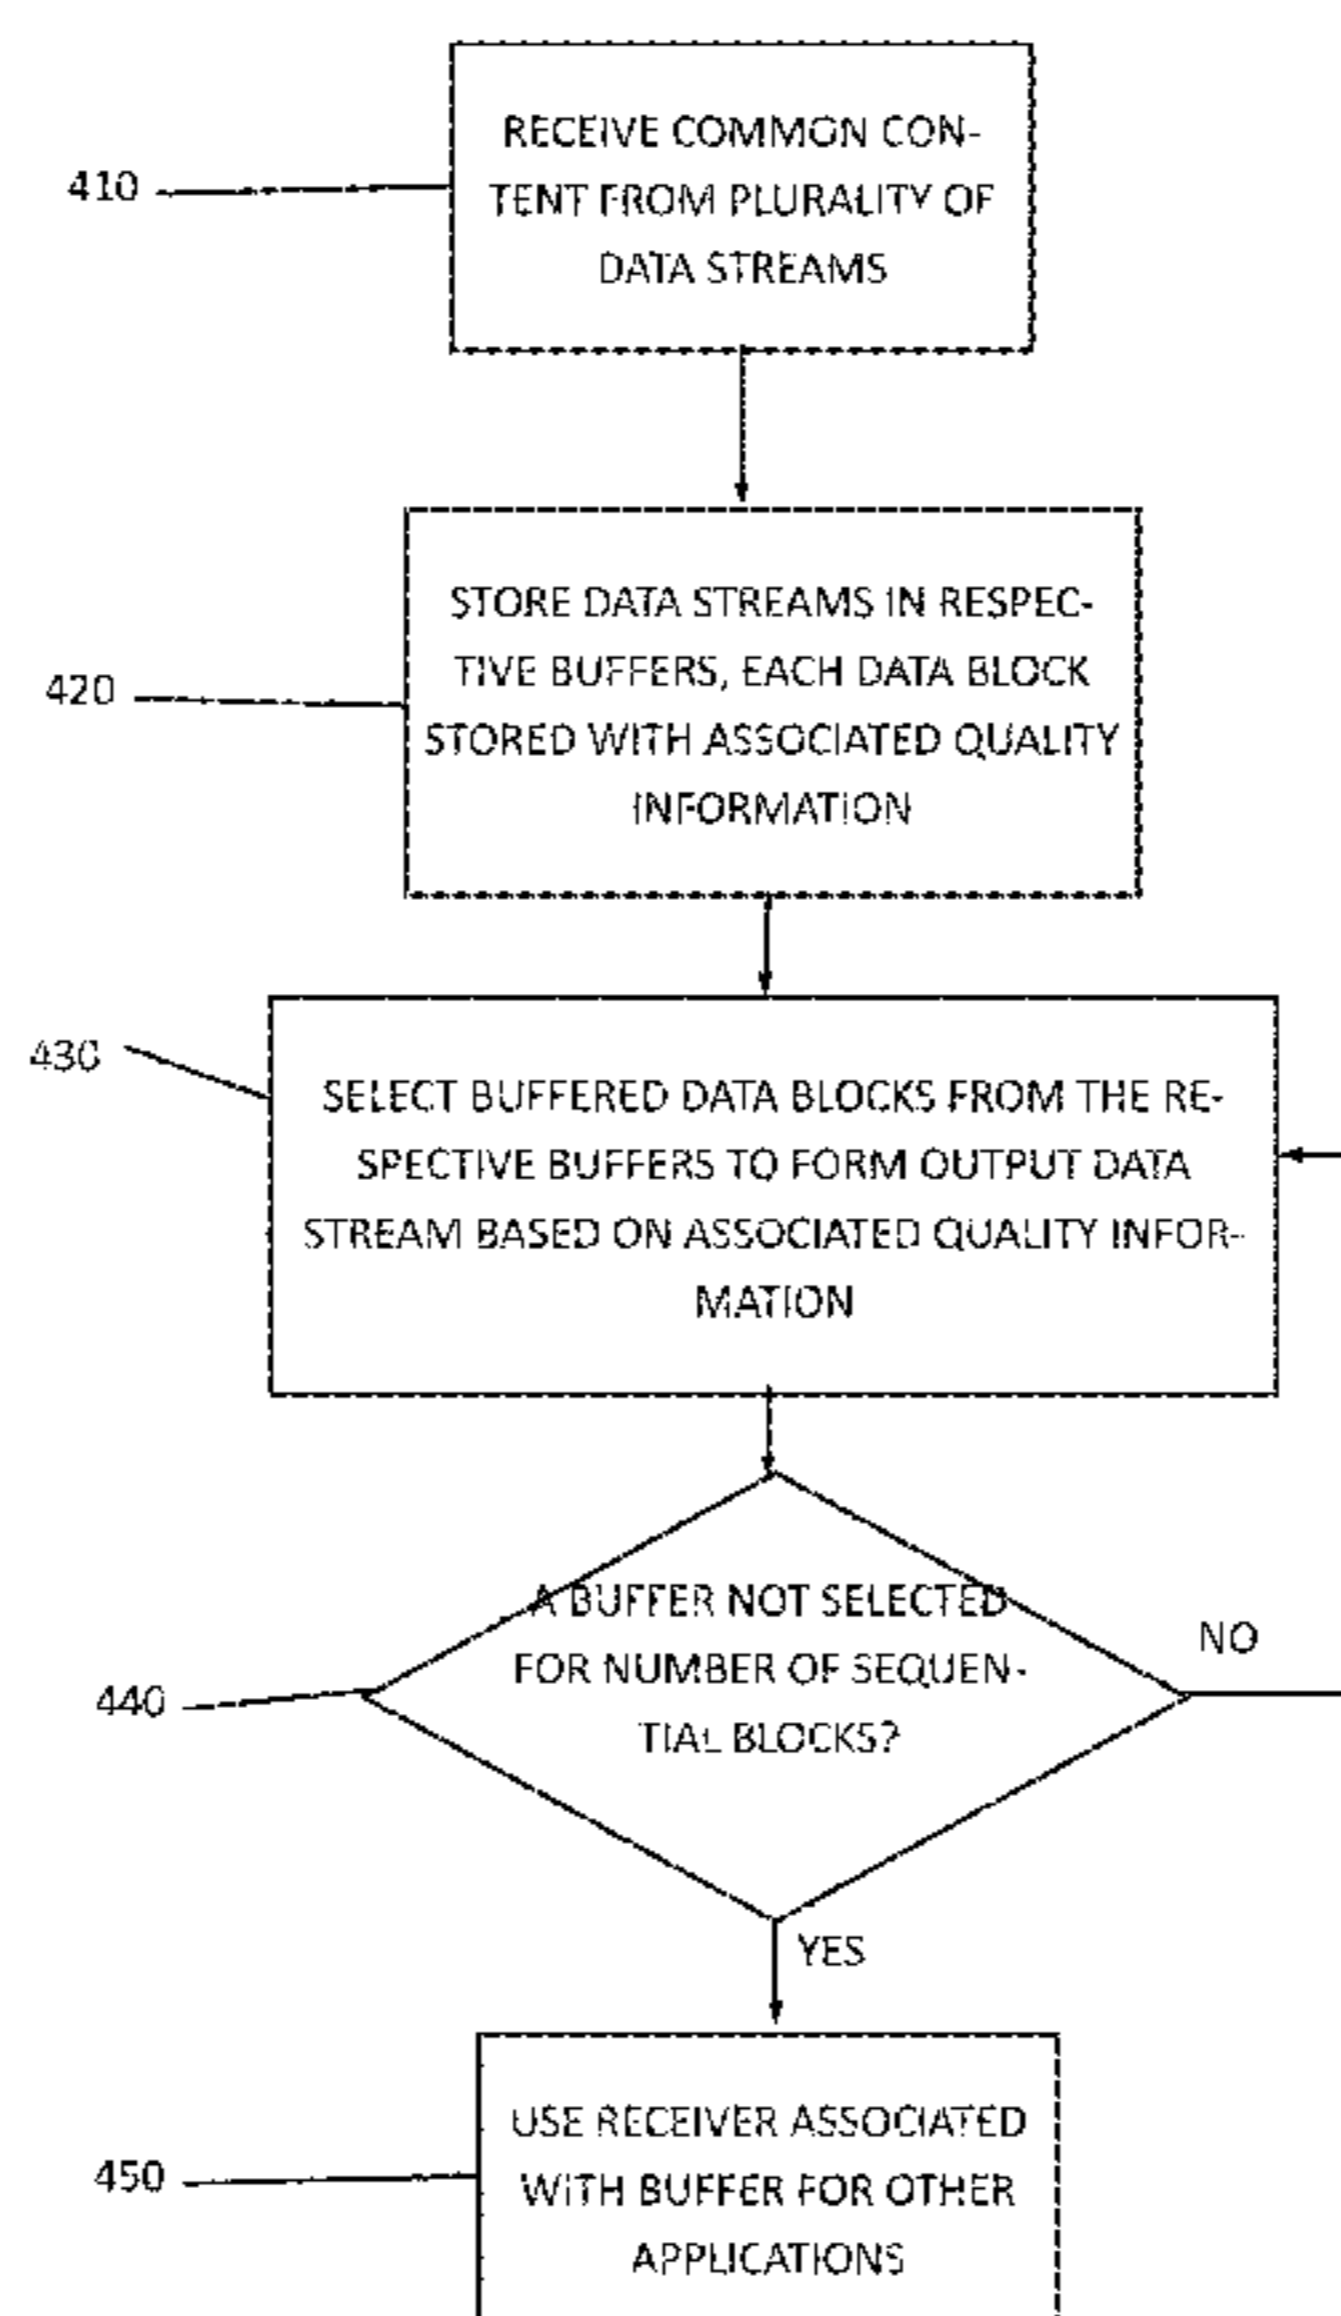 RECEIVE COMMON CON-
410
TENT FROM PLURALITY OF
DATA STREAMS
STORE DATA STREAMS IN RESPEC-
TIVE BUFFERS, EACH DATA BLOCK
420
STORED WITH ASSOCIATED QUALITY
INFORMATION
430
SELECT BUFFERED DATA BLOCKS FROM THE RE-
SPECTIVE BUFFERS TO FORM OUTPUT DATA
STREAM BASED ON ASSOCIATED QUALITY INFOR-
MATION
A BUFFER NOT SELECTED
NO
FOR NUMBER OF SEQUEN-
440
TIAL BLOCKS?
YES
USE RECEIVER ASSOCIATED
450
WITH BUFFER FOR OTHER
APPLICATIONS